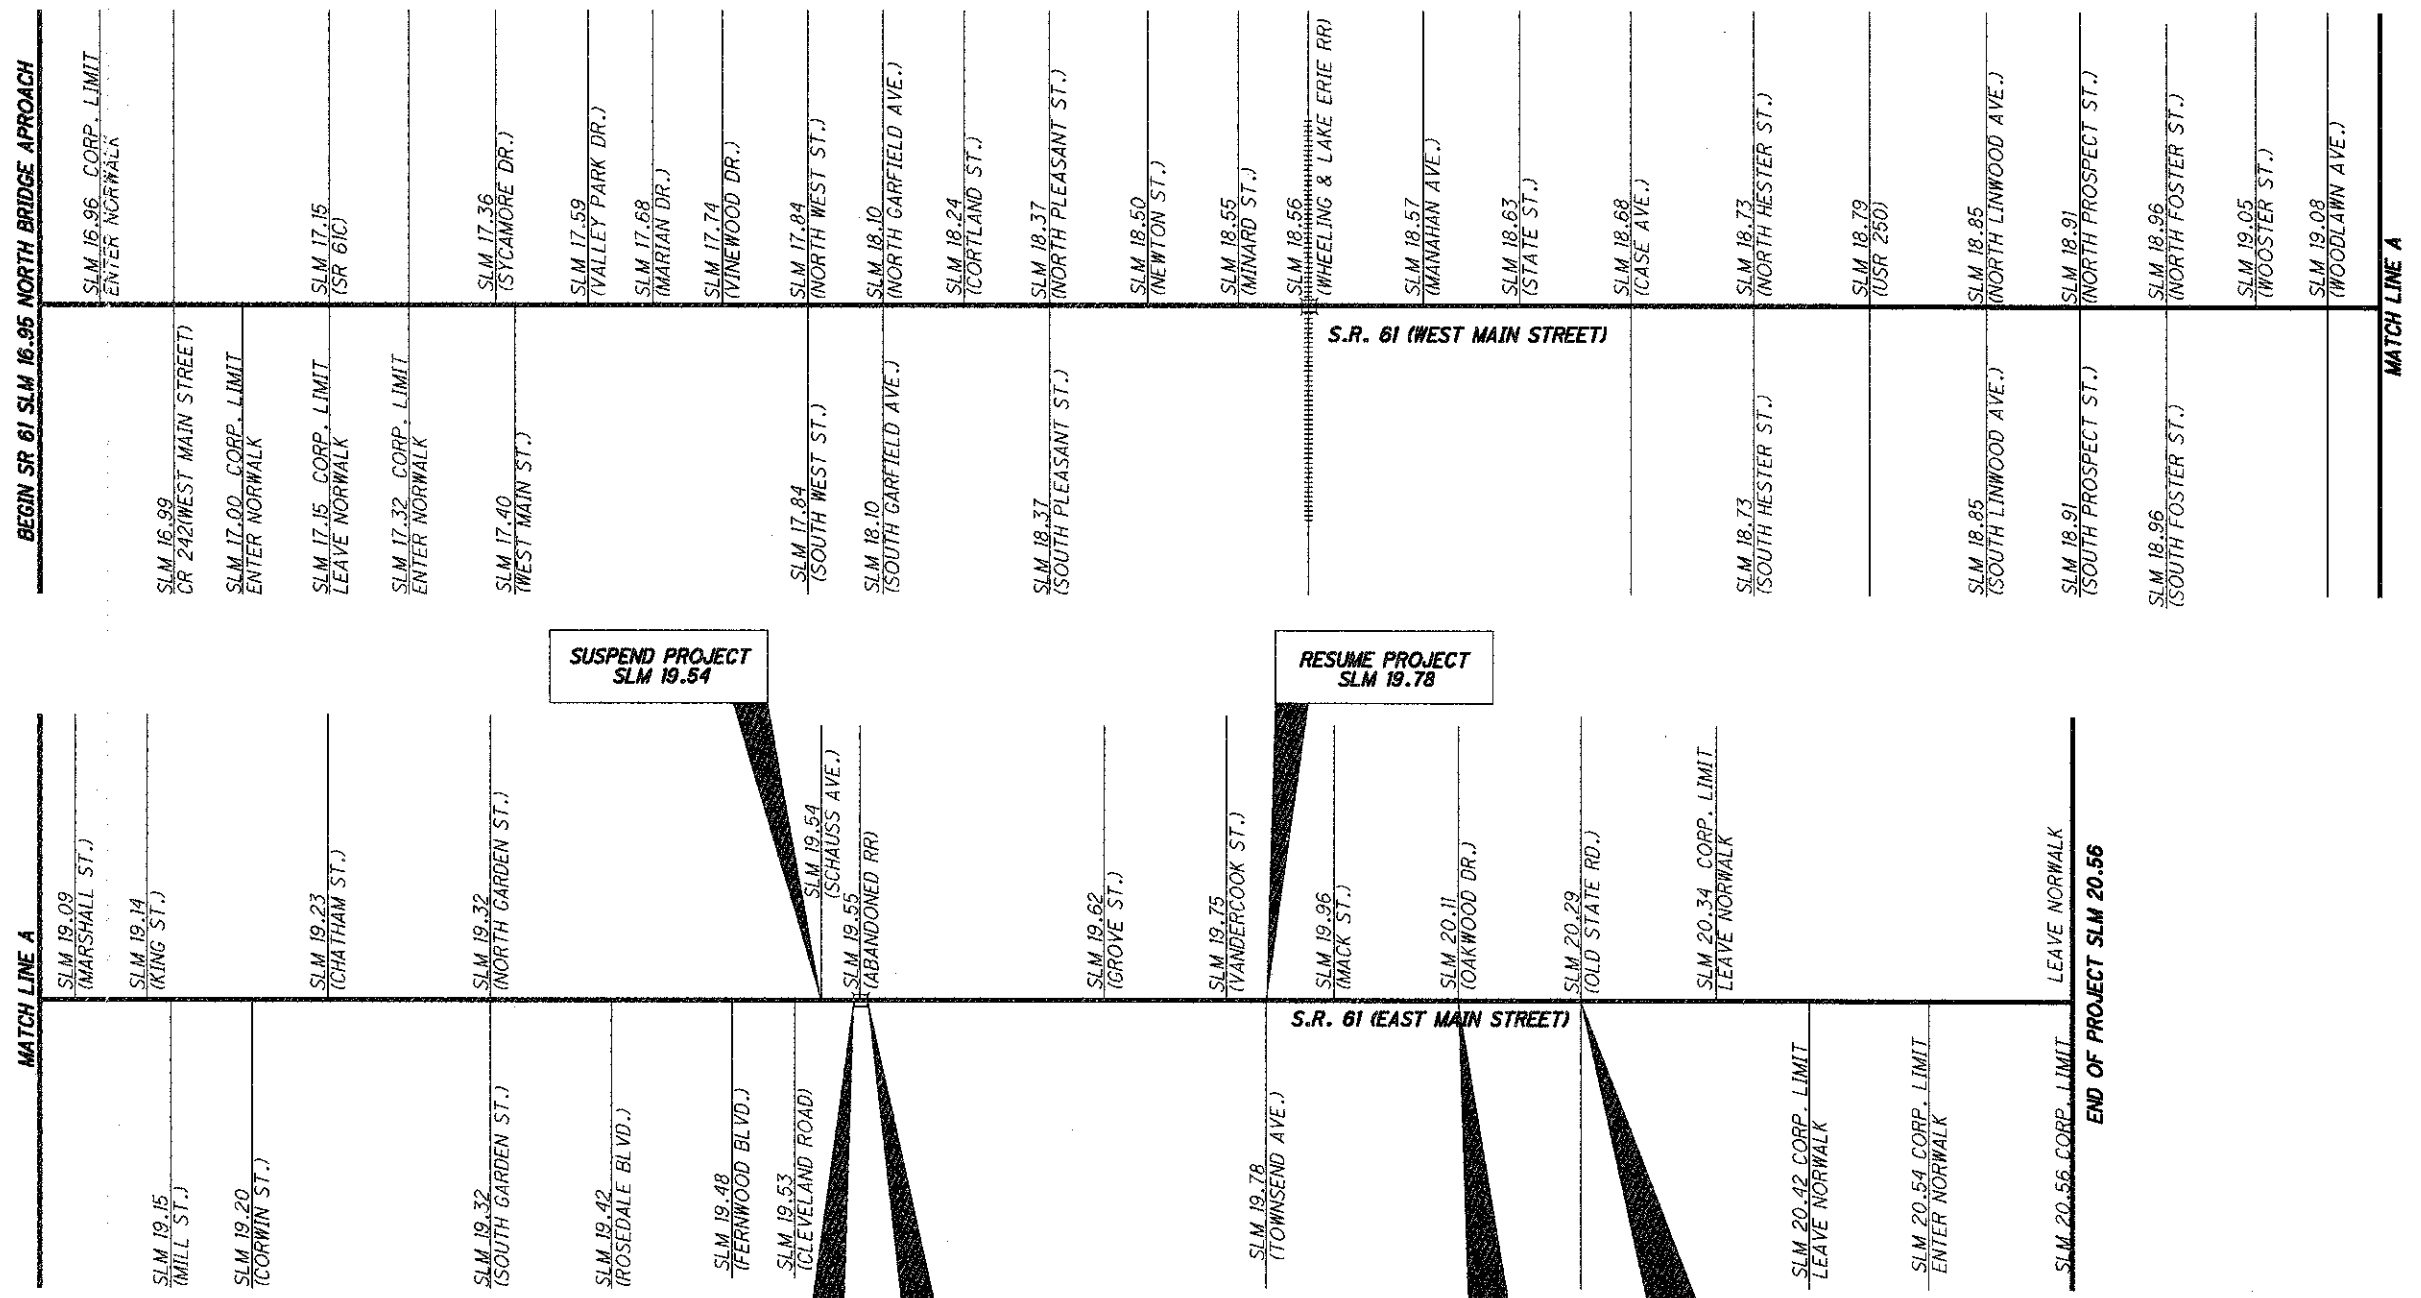 BEGIN SR 61 SLM 16.95 NORTH BRIDGE APROACH
SLM 16.96 CORP. LIMIT
ENTER NORWALK
SLM 17.15
(SR 61C)
SLM 17.36
(SYCAMORE DR.)
SLM 17.59
(VALLEY PARK DR.)
SLM 17.68
(MARIAN DR.)
SLM 17.74
(VINEWOOD DR.)
SLM 17.84
(NORTH WEST ST.)
SLM 18.10
(NORTH GARFIELD AVE.)
SLM 18.24
(CORTLAND ST.)
SLM 18.37
(NORTH PLEASANT ST.)
SLM 18.50
(NEWTON ST.)
SLM 18.55
(MINARD ST.)
SLM 18.56
(WHEELING & LAKE ERIE RR)
SLM 18.57
(MANAHAN AVE.)
SLM 18.63
(STATE ST.)
SLM 18.68
(CASE AVE.)
SLM 18.73
(NORTH HESTER ST.)
SLM 18.79
(USR 250)
SLM 18.85
(NORTH LINWOOD AVE.)
SLM 18.91
(NORTH PROSPECT ST.)
SLM 18.96
(NORTH FOSTER ST.)
SLM 19.05
(WOOSTER ST.)
SLM 19.08
(WOODLAWN AVE.)
MATCH LINE A
S.R. 61 (WEST MAIN STREET)
SLM 16.99
CR 242(WEST MAIN STREET)
SLM 17.00 CORP. LIMIT
ENTER NORWALK
SLM 17.15 CORP. LIMIT
LEAVE NORWALK
SLM 17.32 CORP. LIMIT
ENTER NORWALK
SLM 17.40
(WEST MAIN ST.)
SLM 17.84
(SOUTH WEST ST.)
SLM 18.10
(SOUTH GARFIELD AVE.)
SLM 18.37
(SOUTH PLEASANT ST.)
SLM 18.73
(SOUTH HESTER ST.)
SLM 18.85
(SOUTH LINWOOD AVE.)
SLM 18.91
(SOUTH PROSPECT ST.)
SLM 18.96
(SOUTH FOSTER ST.)
SUSPEND PROJECT
SLM 19.54
RESUME PROJECT
SLM 19.78
MATCH LINE A
SLM 19.09
(MARSHALL ST.)
SLM 19.14
(KING ST.)
SLM 19.23
(CHATHAM ST.)
SLM 19.32
(NORTH GARDEN ST.)
SLM 19.54
(SCHAUSS AVE.)
SLM 19.55
(ABANDONED RR)
SLM 19.62
(GROVE ST.)
SLM 19.75
(VANDERCOOK ST.)
SLM 19.96
(MACK ST.)
SLM 20.11
(OAKWOOD DR.)
SLM 20.29
(OLD STATE RD.)
SLM 20.34 CORP. LIMIT
LEAVE NORWALK
LEAVE NORWALK
END OF PROJECT SLM 20.56
S.R. 61 (EAST MAIN STREET)
SLM 19.15
(MILL ST.)
SLM 19.20
(CORWIN ST.)
SLM 19.32
(SOUTH GARDEN ST.)
SLM 19.42
(ROSEDALE BLVD.)
SLM 19.48
(FERNWOOD BLVD.)
SLM 19.53
(CLEVELAND ROAD)
SLM 19.78
(TOWNSEND AVE.)
SLM 20.42 CORP. LIMIT
LEAVE NORWALK
SLM 20.54 CORP. LIMIT
ENTER NORWALK
SLM 20.56 CORP. LIMIT